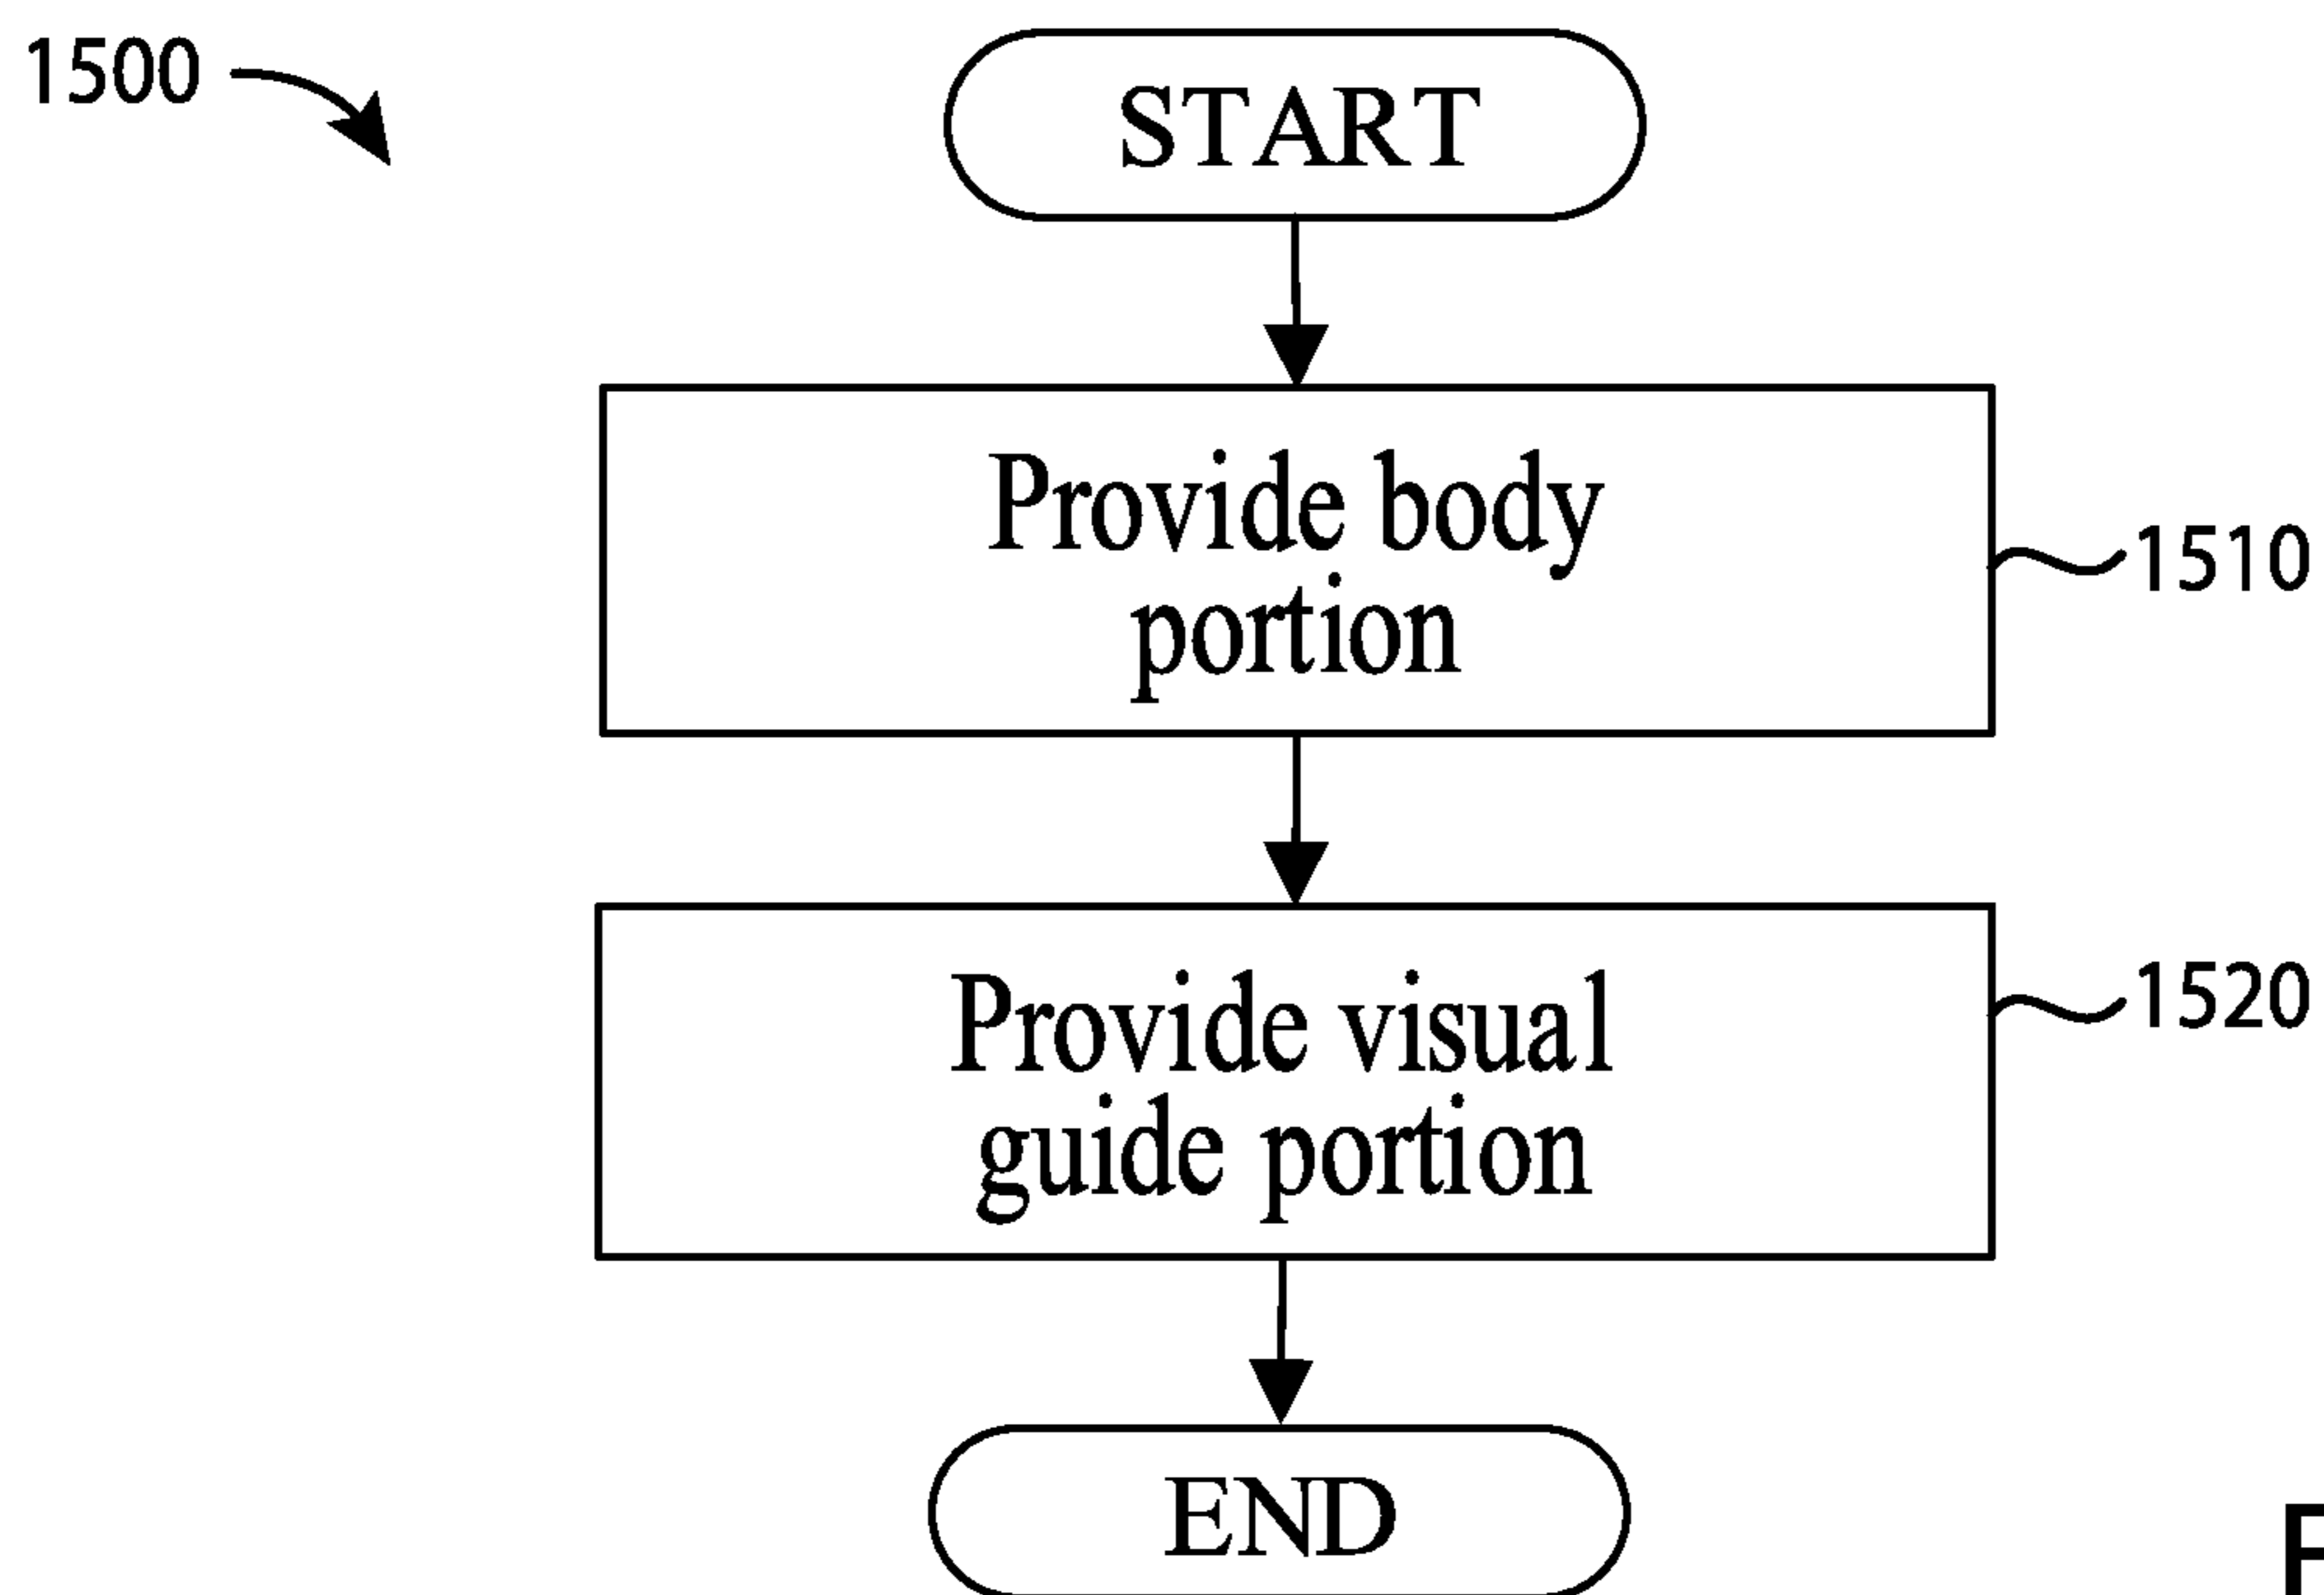 1500
START
Provide body
portion
1510
Provide visual
guide portion
1520
END